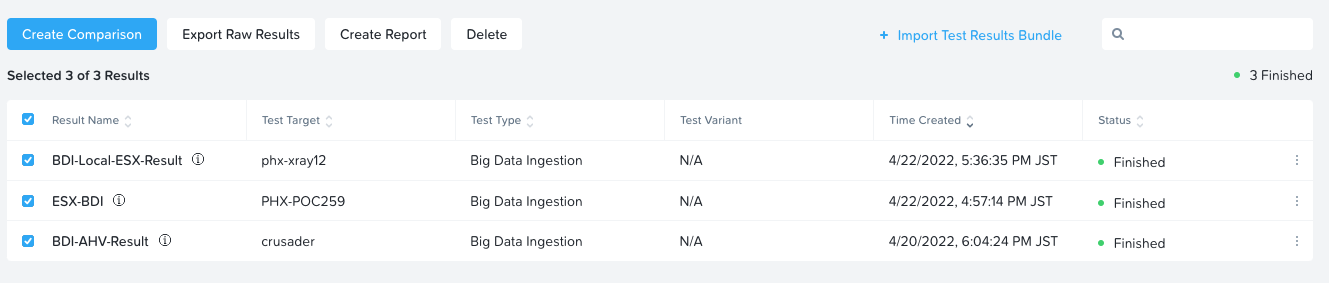 Create Comparison Export Raw Results Create Report Delete + Import Test Results Bundle
Selected 3 of 3 Results 3 Finished
Result Name Test Target Test Type Test Variant Time Created Status
BDI-Local-ESX-Result phx-xray12 Big Data Ingestion N/A 4/22/2022, 5:36:35 PM JST Finished
ESX-BDI PHX-POC259 Big Data Ingestion N/A 4/22/2022, 4:57:14 PM JST Finished
BDI-AHV-Result crusader Big Data Ingestion N/A 4/20/2022, 6:04:24 PM JST Finished